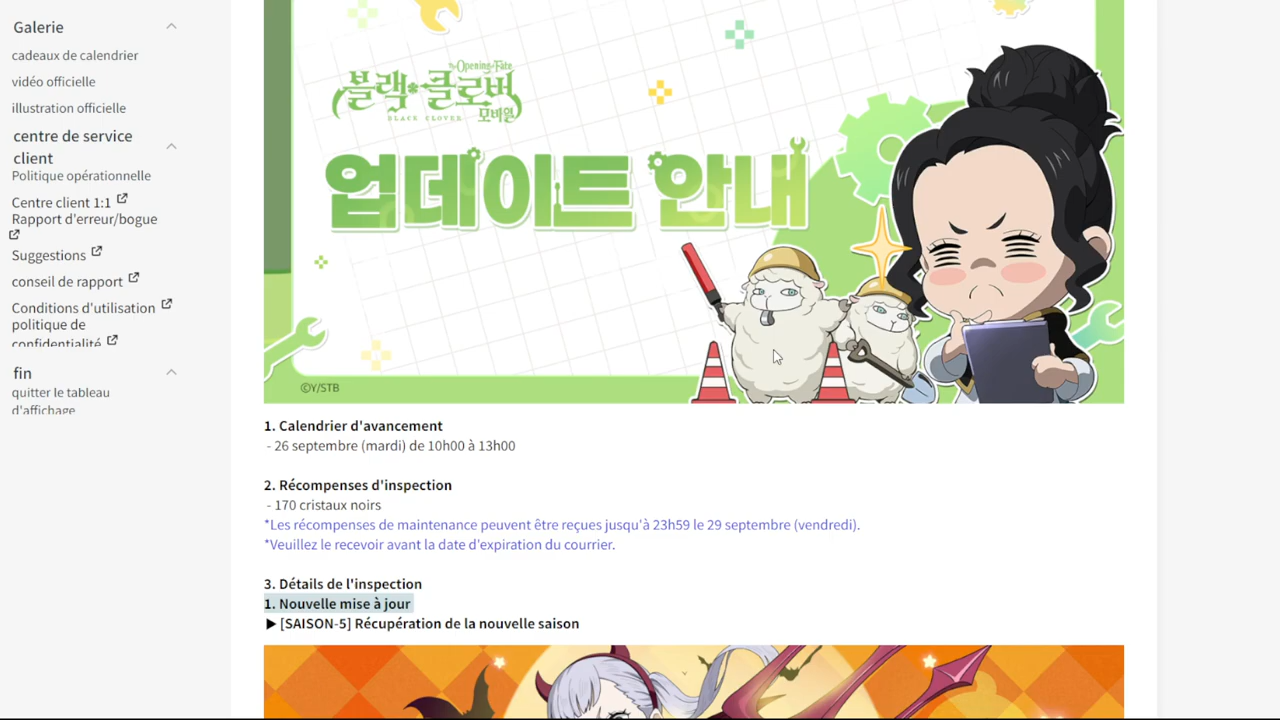 Galerie
cadeaux de calendrier
vidéo officielle
illustration officielle
centre de service
client
Politique opérationnelle
Centre client 1:1
Rapport d'erreur/bogue
Suggestions
conseil de rapport
Conditions d'utilisation
politique de
confidentialité
fin
quitter le tableau
d'affichage
the Opening of Fate
블랙클로버
BLACK CLOVER 모바일
업데이트 안내
©Y/STB
1. Calendrier d'avancement
- 26 septembre (mardi) de 10h00 à 13h00
2. Récompenses d'inspection
- 170 cristaux noirs
*Les récompenses de maintenance peuvent être reçues jusqu'à 23h59 le 29 septembre (vendredi).
*Veuillez le recevoir avant la date d'expiration du courrier.
3. Détails de l'inspection
1. Nouvelle mise à jour
▶ [SAISON-5] Récupération de la nouvelle saison